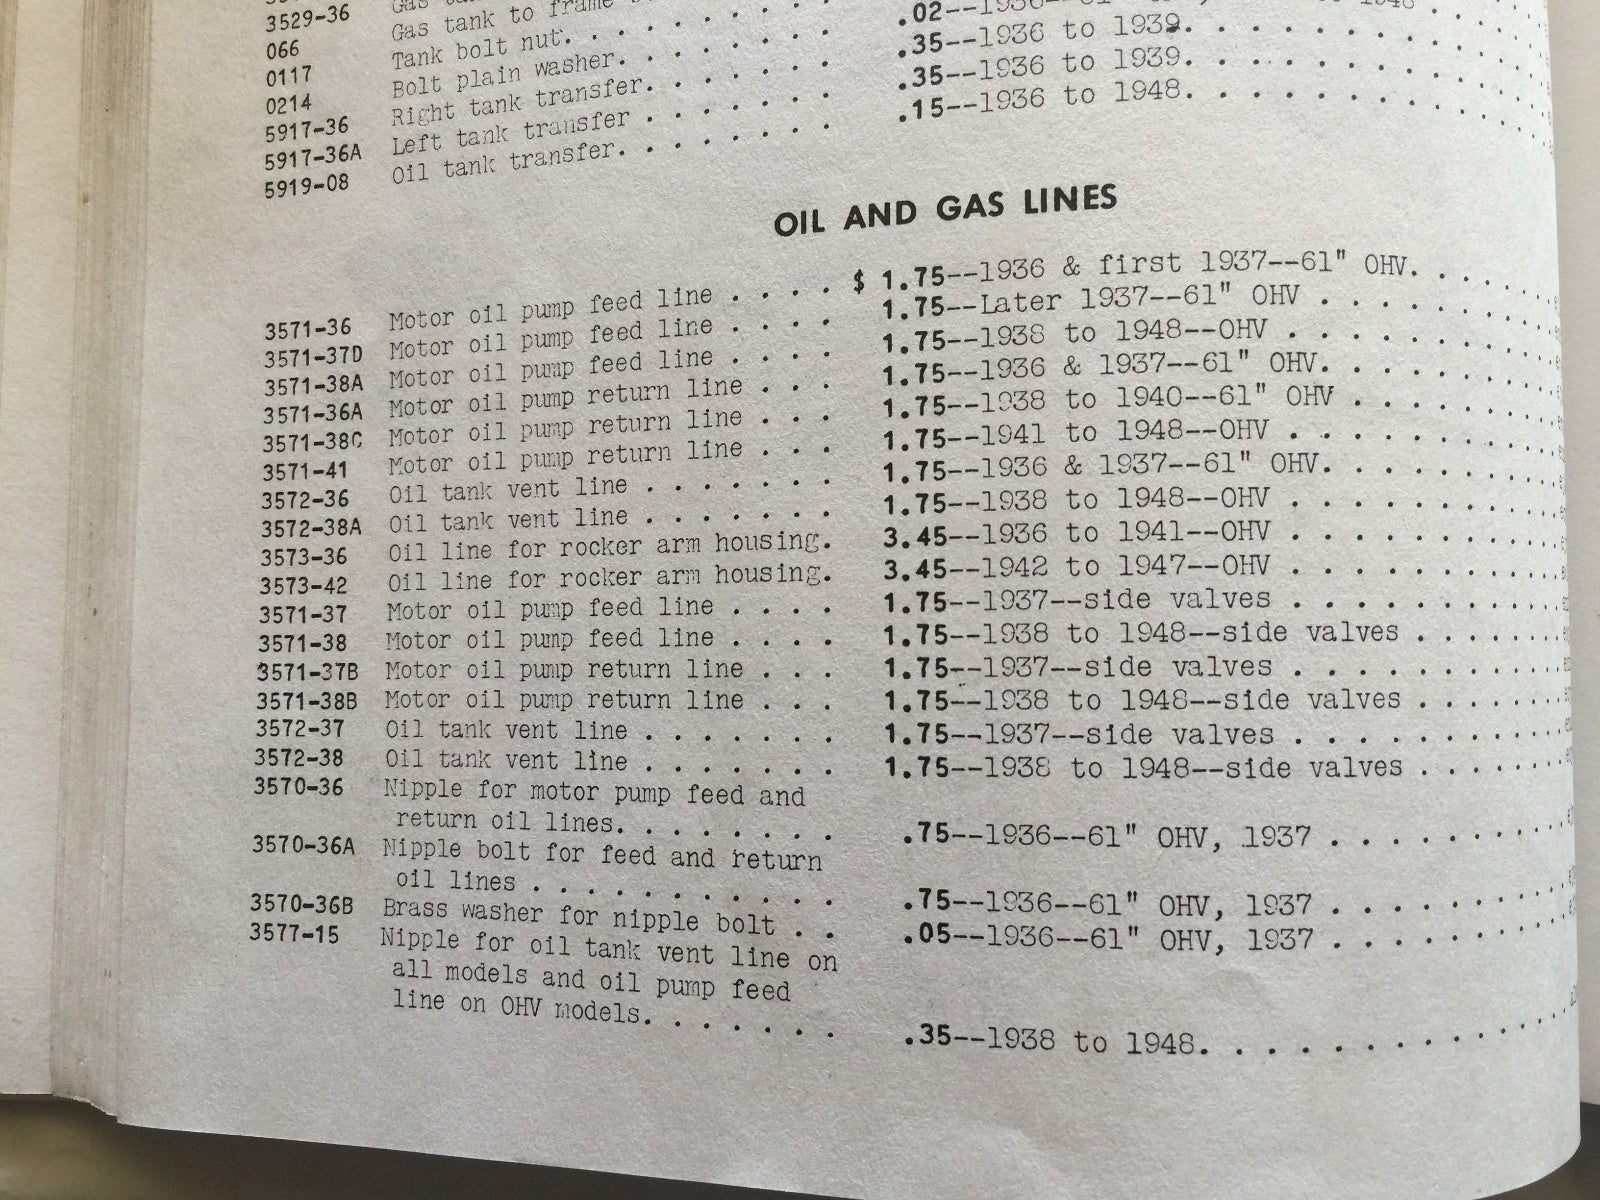 3529-36 Gas
066 Gas tank to frame
0117 Tank bolt nut. . . . . . . .
0214 Bolt plain washer. . . . . . . .02--1936--61" 1948 .
5917-36 Right tank transfer. . . . . . .35--1936 to 1939. . . . . . . .
5917-36A Left tank transfer . . . . . . .35--1936 to 1939. . . . . . . .
5919-08 Oil tank transfer. . . . . . . .15--1936 to 1948. . . . . . . .
OIL AND GAS LINES
3571-36 Motor oil pump feed line . . . . $ 1.75--1936 & first 1937--61" OHV. . . .
3571-37D Motor oil pump feed line . . . . 1.75--Later 1937--61" OHV . . . . . .
3571-38A Motor oil pump feed line . . . . 1.75--1938 to 1948--OHV . . . . . . .
3571-36A Motor oil pump return line . . . 1.75--1936 & 1937--61" OHV. . . . . . .
3571-38C Motor oil pump return line . . . 1.75--1938 to 1940--61" OHV . . . . . .
3571-41 Motor oil pump return line . . . 1.75--1941 to 1948--OHV . . . . . . . .
3572-36 Oil tank vent line . . . . . . . 1.75--1936 & 1937--61" OHV. . . . . . .
3572-38A Oil tank vent line . . . . . . . 1.75--1938 to 1948--OHV . . . . . . . .
3573-36 Oil line for rocker arm housing. 3.45--1936 to 1941--OHV . . . . . . . .
3573-42 Oil line for rocker arm housing. 3.45--1942 to 1947--OHV . . . . . . . .
3571-37 Motor oil pump feed line . . . . 1.75--1937--side valves . . . . . . . .
3571-38 Motor oil pump feed line . . . . 1.75--1938 to 1948--side valves . . . .
3571-37B Motor oil pump return line . . . 1.75--1937--side valves . . . . . . . .
3571-38B Motor oil pump return line . . . 1.75--1938 to 1948--side valves . . . .
3572-37 Oil tank vent line . . . . . . . 1.75--1937--side valves . . . . . . . .
3572-38 Oil tank vent line . . . . . . . 1.75--1938 to 1948--side valves . . . .
3570-36 Nipple for motor pump feed and
return oil lines. . . . . . . . .75--1936--61" OHV, 1937 . . . . . . .
3570-36A Nipple bolt for feed and return
oil lines . . . . . . . . . . .75--1936--61" OHV, 1937 . . . . . . .
3570-36B Brass washer for nipple bolt . . .05--1936--61" OHV, 1937 . . . . . . .
3577-15 Nipple for oil tank vent line on
all models and oil pump feed
line on OHV models. . . . . . . .35--1938 to 1948. . . . . . . . . .